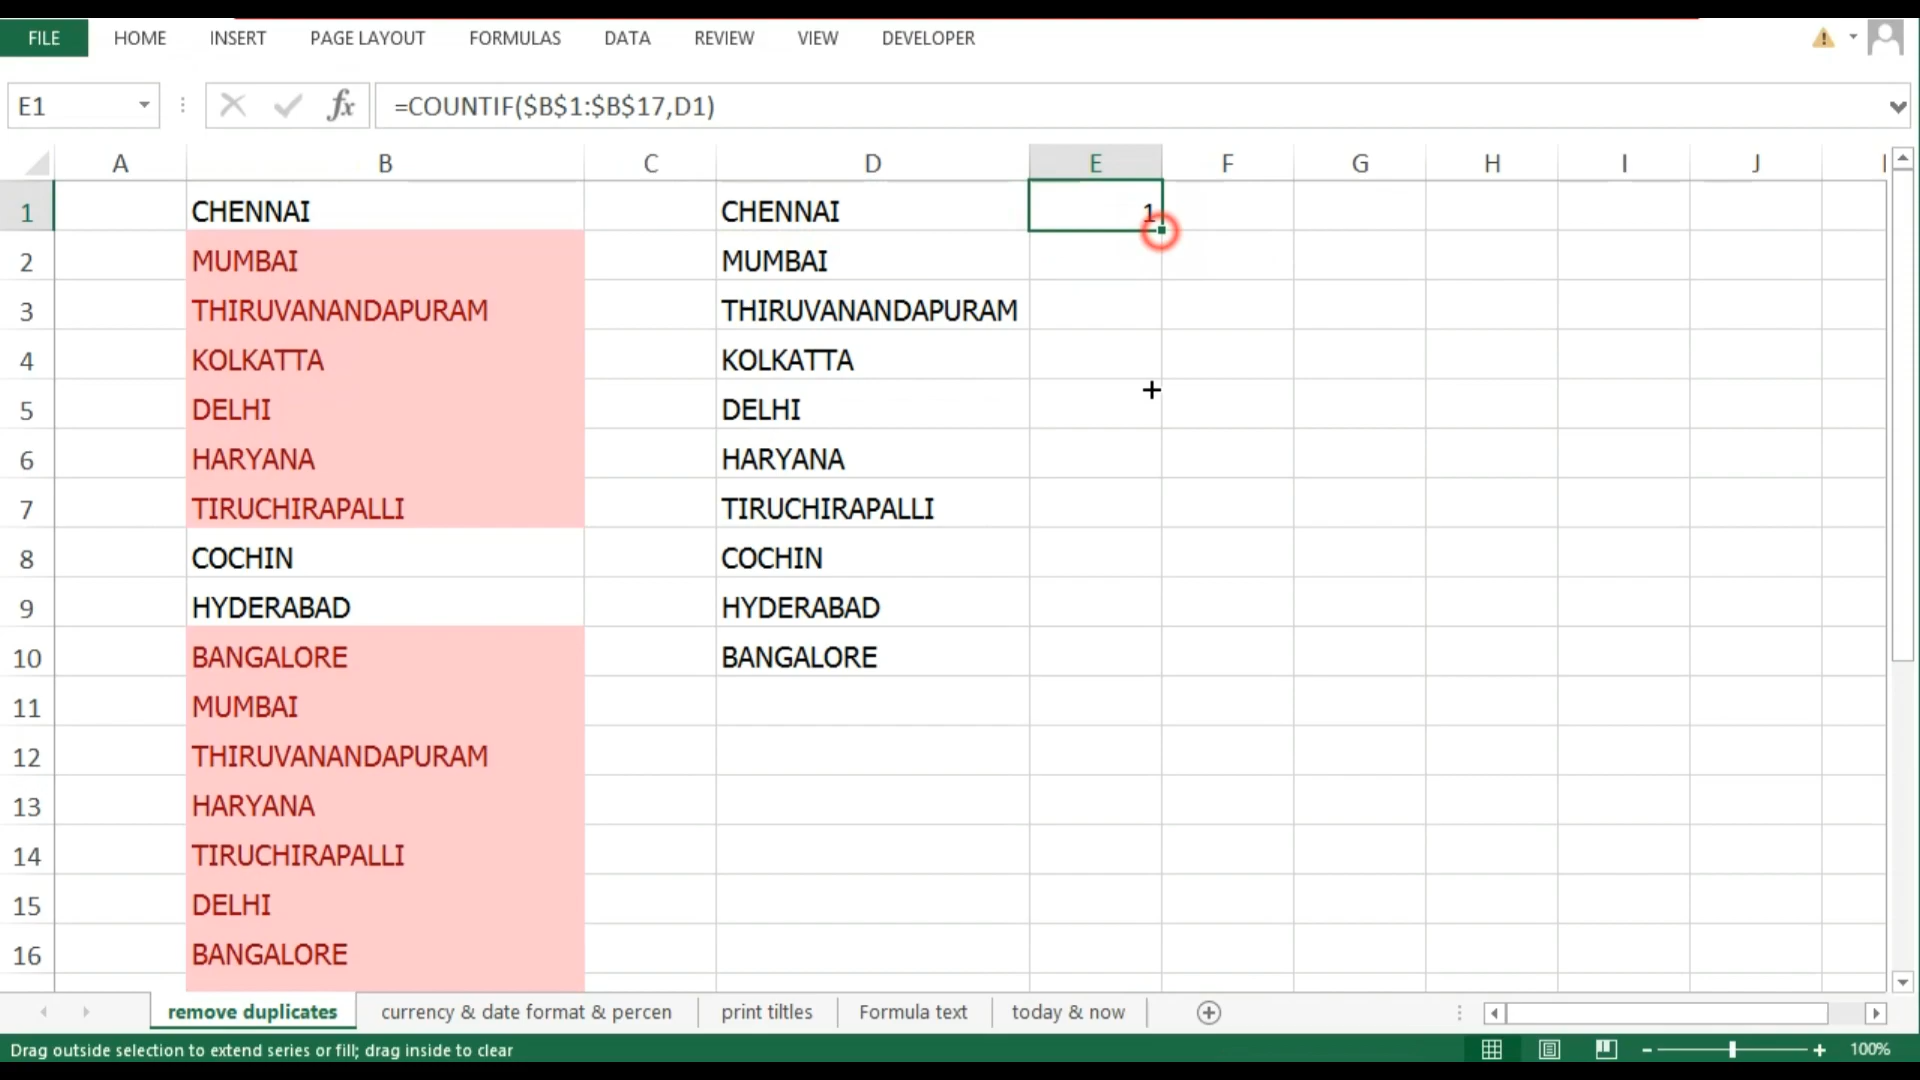 FILE HOME INSERT PAGE LAYOUT FORMULAS DATA REVIEW VIEW DEVELOPER
E1 fx =COUNTIF($B$1:$B$17,D1)
A B C D E F G H I J
1 CHENNAI CHENNAI 1
2 MUMBAI MUMBAI
3 THIRUVANANDAPURAM THIRUVANANDAPURAM
4 KOLKATTA KOLKATTA
5 DELHI DELHI
6 HARYANA HARYANA
7 TIRUCHIRAPALLI TIRUCHIRAPALLI
8 COCHIN COCHIN
9 HYDERABAD HYDERABAD
10 BANGALORE BANGALORE
11 MUMBAI
12 THIRUVANANDAPURAM
13 HARYANA
14 TIRUCHIRAPALLI
15 DELHI
16 BANGALORE
remove duplicates currency & date format & percen print tiltles Formula text today & now
Drag outside selection to extend series or fill; drag inside to clear 100%